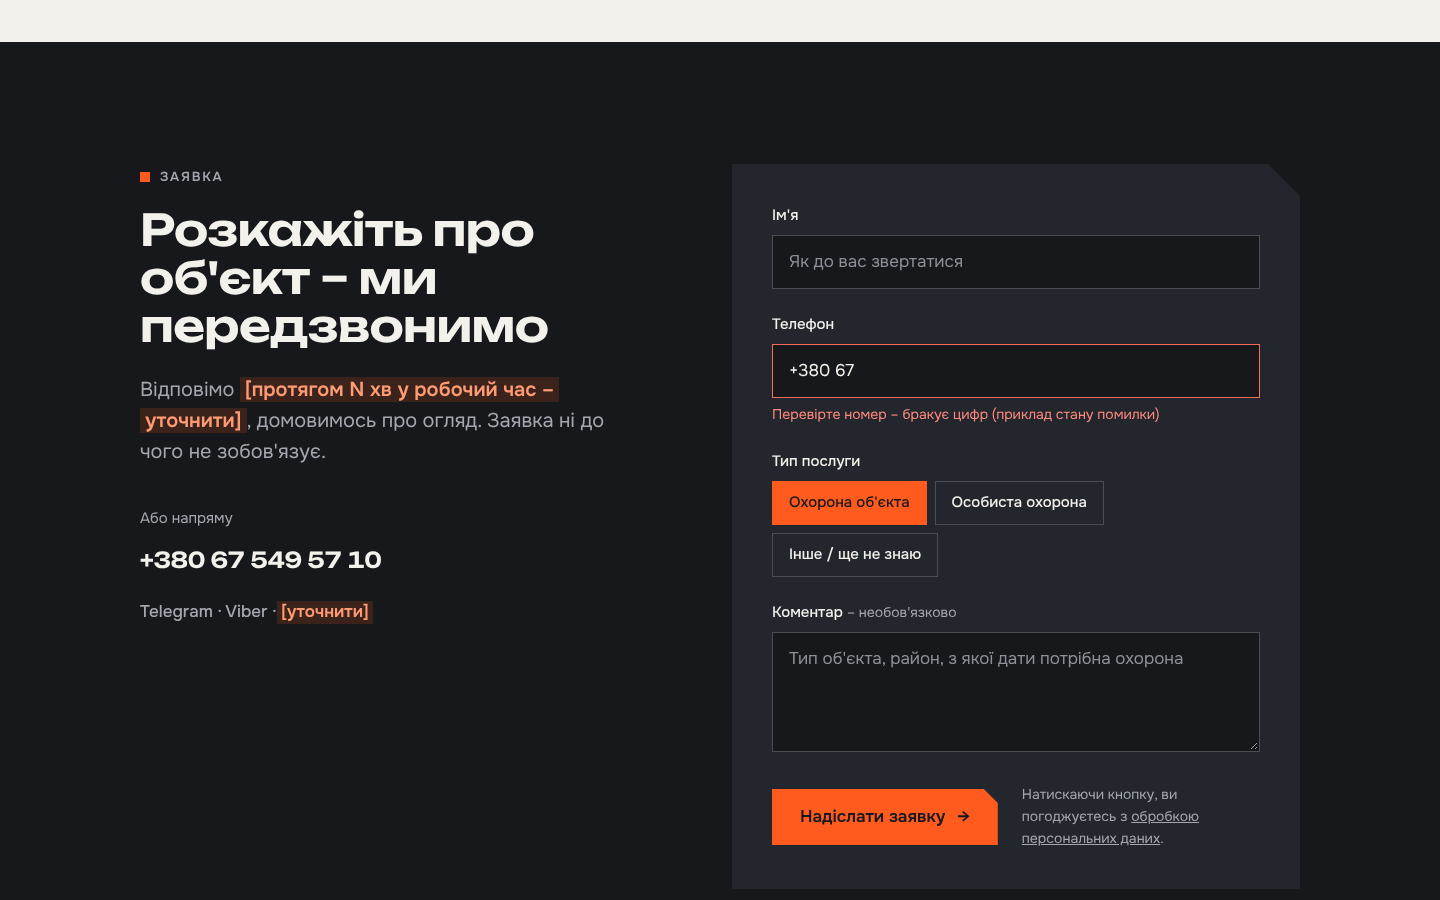 ЗАЯВКА
Розкажіть про
об'єкт – ми
передзвонимо
Відповімо [протягом N хв у робочий час –
уточнити] , домовимось про огляд. Заявка ні до
чого не зобов'язує.
Або напряму
+380 67 549 57 10
Telegram · Viber · [уточнити]
Ім'я
Як до вас звертатися
Телефон
+380 67
Перевірте номер – бракує цифр (приклад стану помилки)
Тип послуги
Охорона об'єкта
Особиста охорона
Інше / ще не знаю
Коментар – необов'язково
Тип об'єкта, район, з якої дати потрібна охорона
Надіслати заявку →
Натискаючи кнопку, ви
погоджуєтесь з обробкою
персональних даних.